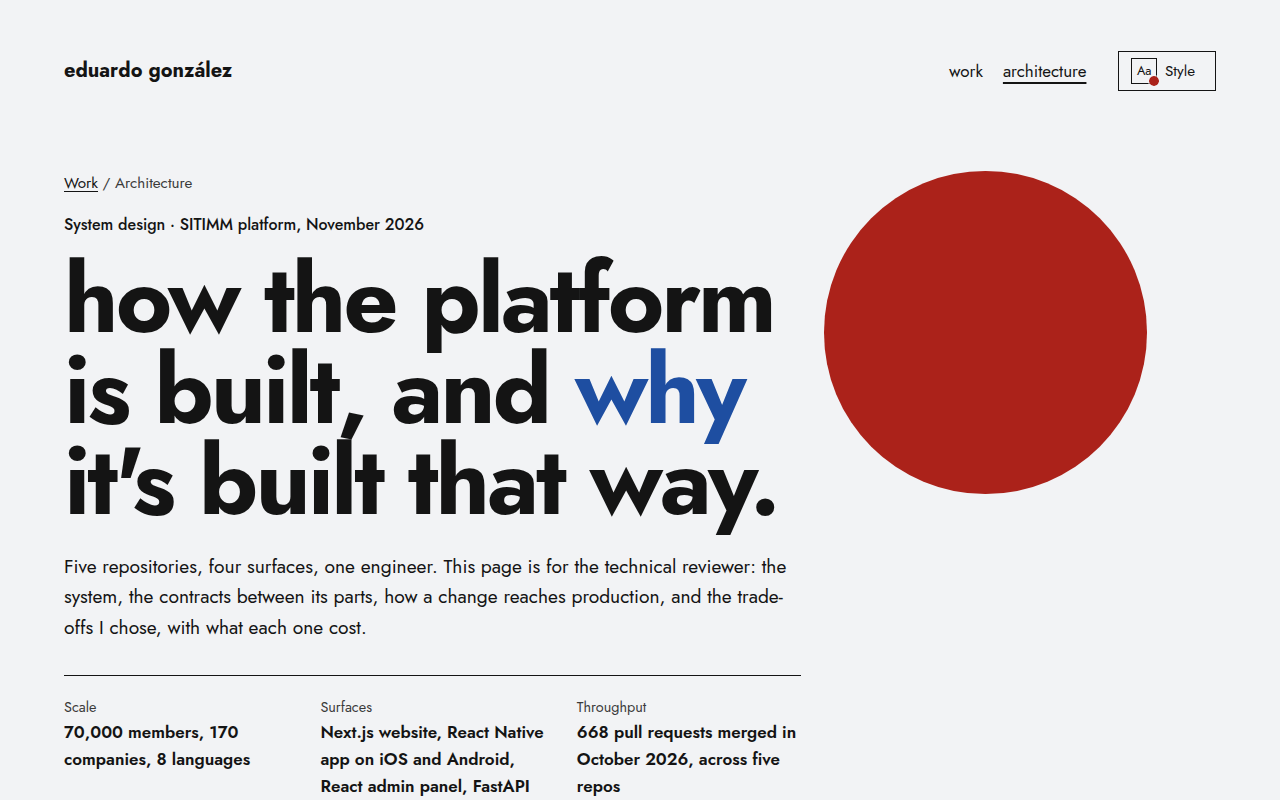 eduardo gonzález
work architecture Aa Style
Work / Architecture
System design · SITIMM platform, November 2026
how the platform
is built, and why
it's built that way.
Five repositories, four surfaces, one engineer. This page is for the technical reviewer: the
system, the contracts between its parts, how a change reaches production, and the trade-
offs I chose, with what each one cost.
Scale
70,000 members, 170
companies, 8 languages
Surfaces
Next.js website, React Native
app on iOS and Android,
React admin panel, FastAPI
Throughput
668 pull requests merged in
October 2026, across five
repos